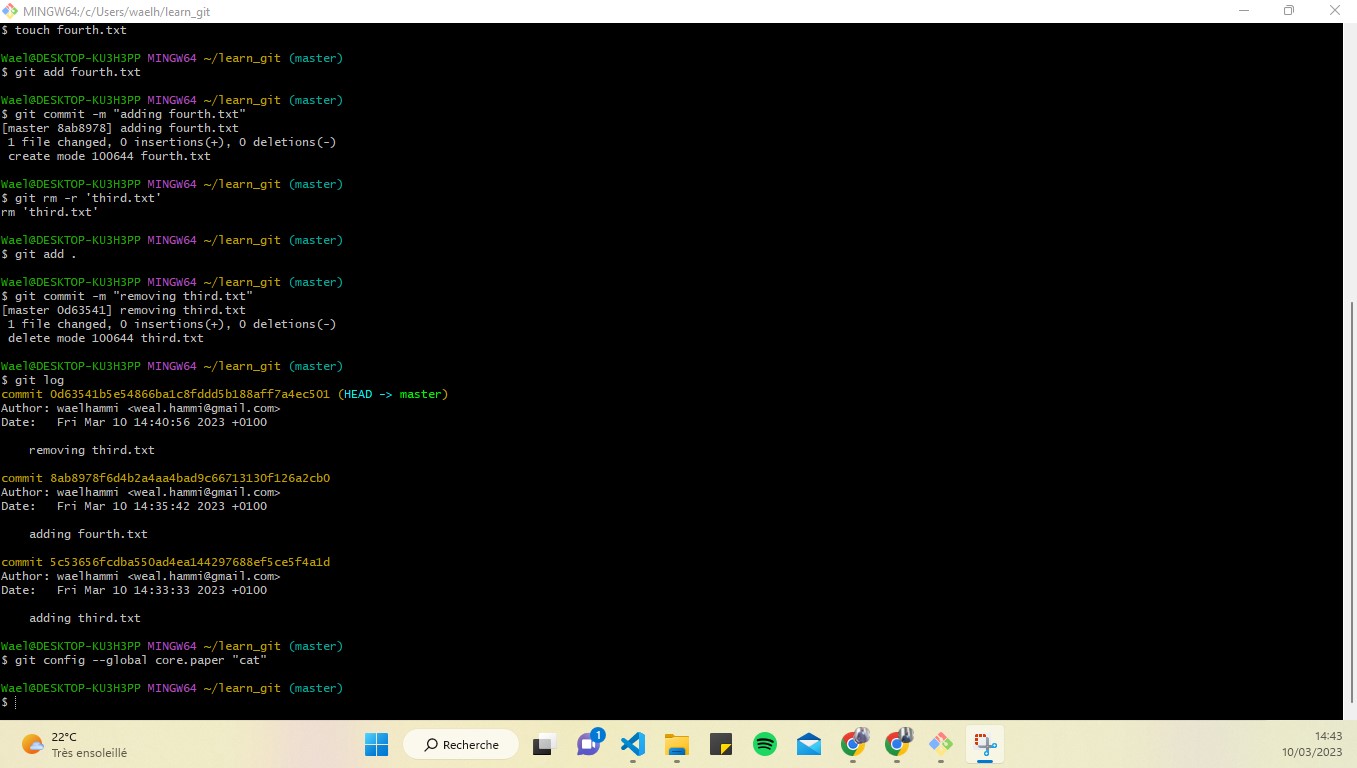 MINGW64:/c/Users/waelh/learn_git
$ touch fourth.txt
Wael@DESKTOP-KU3H3PP MINGW64 ~/learn_git (master)
$ git add fourth.txt
Wael@DESKTOP-KU3H3PP MINGW64 ~/learn_git (master)
$ git commit -m "adding fourth.txt"
[master 8ab8978] adding fourth.txt
 1 file changed, 0 insertions(+), 0 deletions(-)
 create mode 100644 fourth.txt
Wael@DESKTOP-KU3H3PP MINGW64 ~/learn_git (master)
$ git rm -r 'third.txt'
rm 'third.txt'
Wael@DESKTOP-KU3H3PP MINGW64 ~/learn_git (master)
$ git add .
Wael@DESKTOP-KU3H3PP MINGW64 ~/learn_git (master)
$ git commit -m "removing third.txt"
[master 0d63541] removing third.txt
 1 file changed, 0 insertions(+), 0 deletions(-)
 delete mode 100644 third.txt
Wael@DESKTOP-KU3H3PP MINGW64 ~/learn_git (master)
$ git log
commit 0d63541b5e54866ba1c8fddd5b188aff7a4ec501 (HEAD -> master)
Author: waelhammi <weal.hammi@gmail.com>
Date:   Fri Mar 10 14:40:56 2023 +0100
    removing third.txt
commit 8ab8978f6d4b2a4aa4bad9c66713130f126a2cb0
Author: waelhammi <weal.hammi@gmail.com>
Date:   Fri Mar 10 14:35:42 2023 +0100
    adding fourth.txt
commit 5c53656fcdba550ad4ea144297688ef5ce5f4a1d
Author: waelhammi <weal.hammi@gmail.com>
Date:   Fri Mar 10 14:33:33 2023 +0100
    adding third.txt
Wael@DESKTOP-KU3H3PP MINGW64 ~/learn_git (master)
$ git config --global core.paper "cat"
Wael@DESKTOP-KU3H3PP MINGW64 ~/learn_git (master)
$
22°C
Très ensoleillé
Recherche
1
14:43
10/03/2023